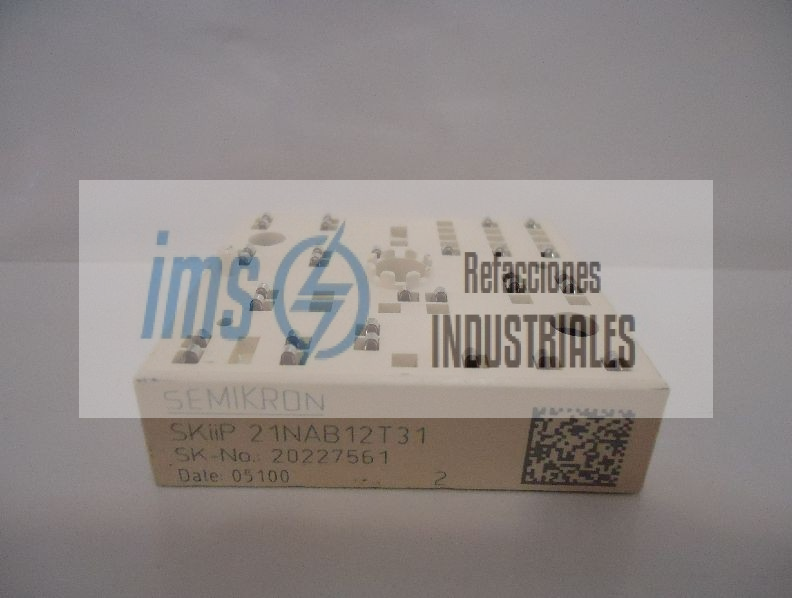 ims Refacciones
INDUSTRIALES
SEMIKRON
SKiiP 21NAB12T31
SK-No.: 20227561
Date: 05100 2